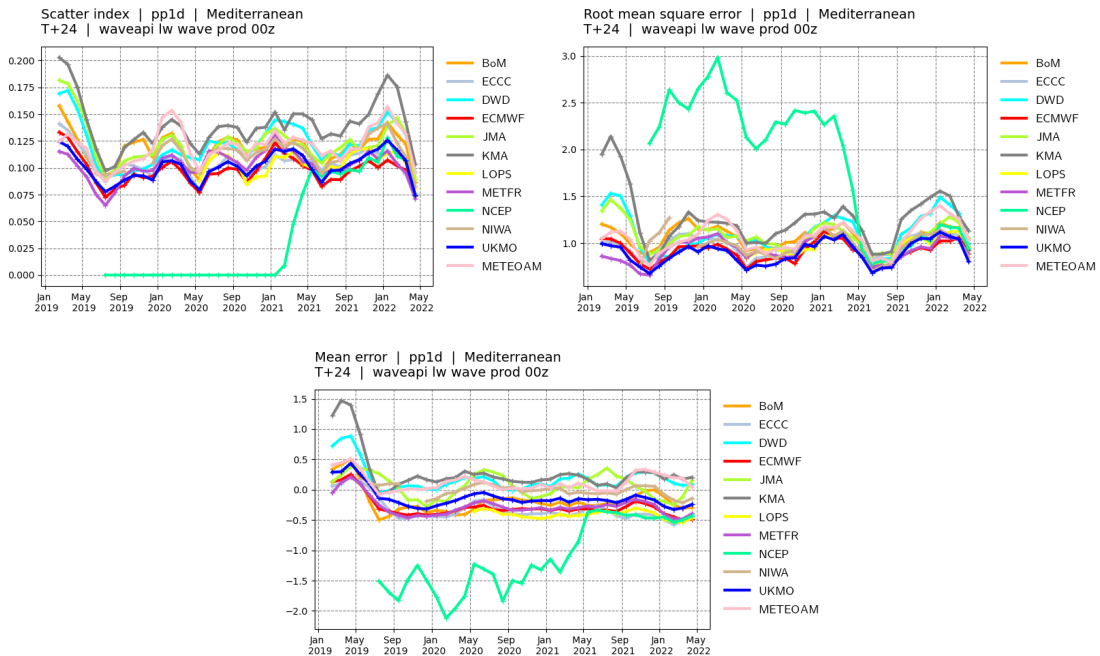 Scatter index | pp1d | Mediterranean
T+24 | waveapi lw wave prod 00z
0.200
0.175
0.150
0.125
0.100
0.075
0.050
0.025
0.000
Jan 2019
May 2019
Sep 2019
Jan 2020
May 2020
Sep 2020
Jan 2021
May 2021
Sep 2021
Jan 2022
May 2022
BoM
ECCC
DWD
ECMWF
JMA
KMA
LOPS
METFR
NCEP
NIWA
UKMO
METEOAM
Root mean square error | pp1d | Mediterranean
T+24 | waveapi lw wave prod 00z
3.0
2.5
2.0
1.5
1.0
Jan 2019
May 2019
Sep 2019
Jan 2020
May 2020
Sep 2020
Jan 2021
May 2021
Sep 2021
Jan 2022
May 2022
BoM
ECCC
DWD
ECMWF
JMA
KMA
LOPS
METFR
NCEP
NIWA
UKMO
METEOAM
Mean error | pp1d | Mediterranean
T+24 | waveapi lw wave prod 00z
1.5
1.0
0.5
0.0
−0.5
−1.0
−1.5
−2.0
Jan 2019
May 2019
Sep 2019
Jan 2020
May 2020
Sep 2020
Jan 2021
May 2021
Sep 2021
Jan 2022
May 2022
BoM
ECCC
DWD
ECMWF
JMA
KMA
LOPS
METFR
NCEP
NIWA
UKMO
METEOAM